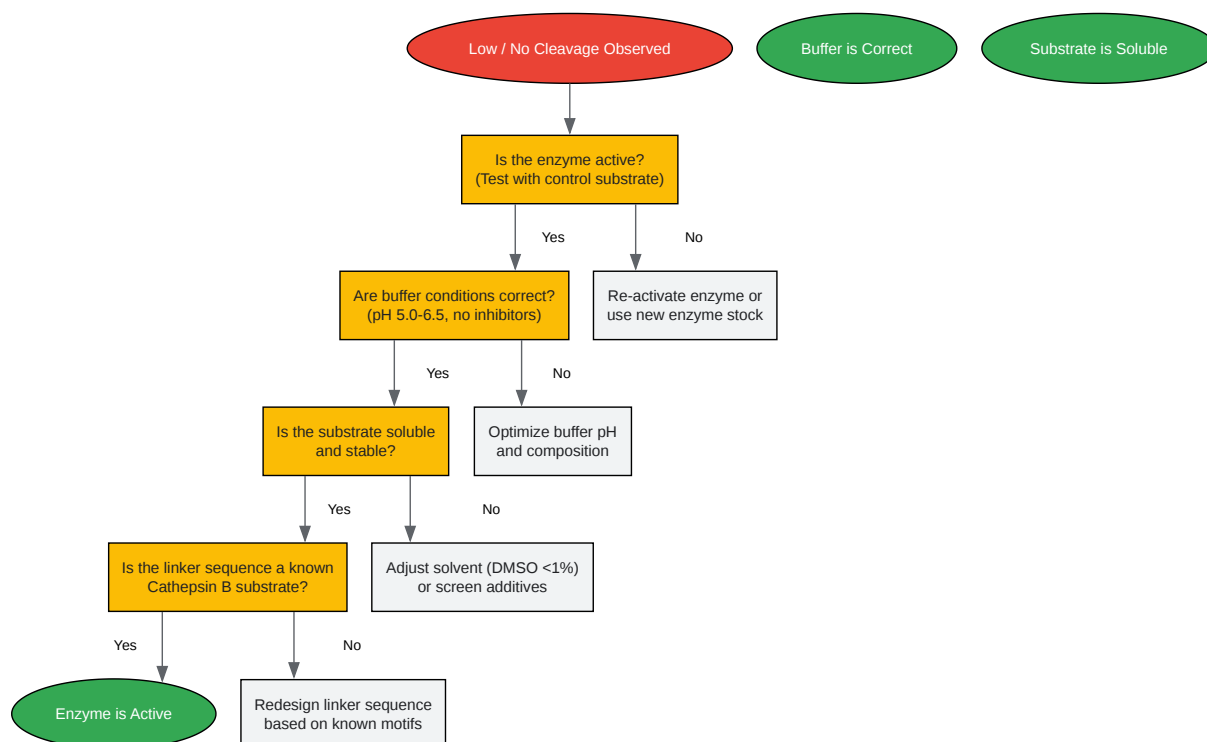 Low / No Cleavage Observed
Buffer is Correct
Substrate is Soluble
Is the enzyme active?
(Test with control substrate)
Yes
No
Are buffer conditions correct?
(pH 5.0-6.5, no inhibitors)
Re-activate enzyme or
use new enzyme stock
Yes
No
Is the substrate soluble
and stable?
Optimize buffer pH
and composition
Yes
No
Is the linker sequence a known
Cathepsin B substrate?
Adjust solvent (DMSO <1%)
or screen additives
Yes
No
Enzyme is Active
Redesign linker sequence
based on known motifs